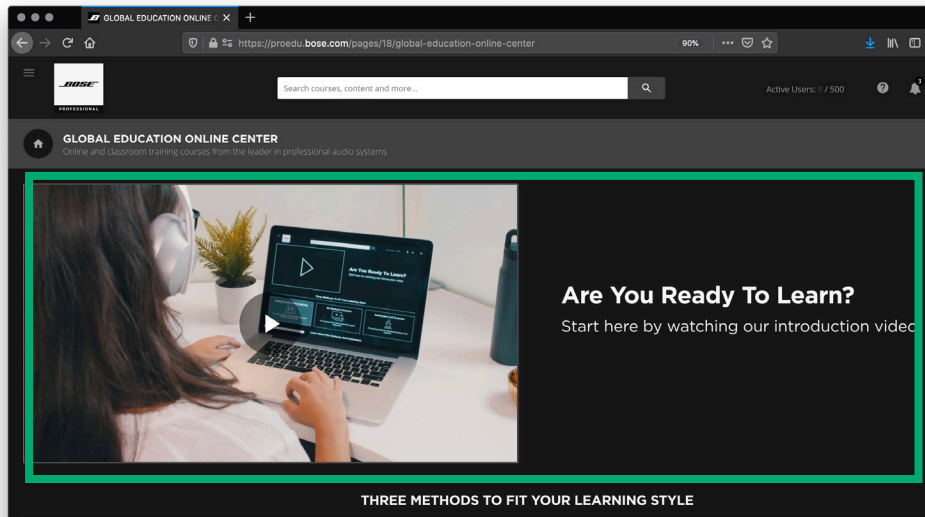 GLOBAL EDUCATION ONLINE C
https://proedu.bose.com/pages/18/global-education-online-center
90%
BOSE
PROFESSIONAL
Search courses, content and more...
Active Users: / 500
3
GLOBAL EDUCATION ONLINE CENTER
Online and classroom training courses from the leader in professional audio systems
Are You Ready To Learn?
Are You Ready To Learn?
Start here by watching our introduction video
THREE METHODS TO FIT YOUR LEARNING STYLE